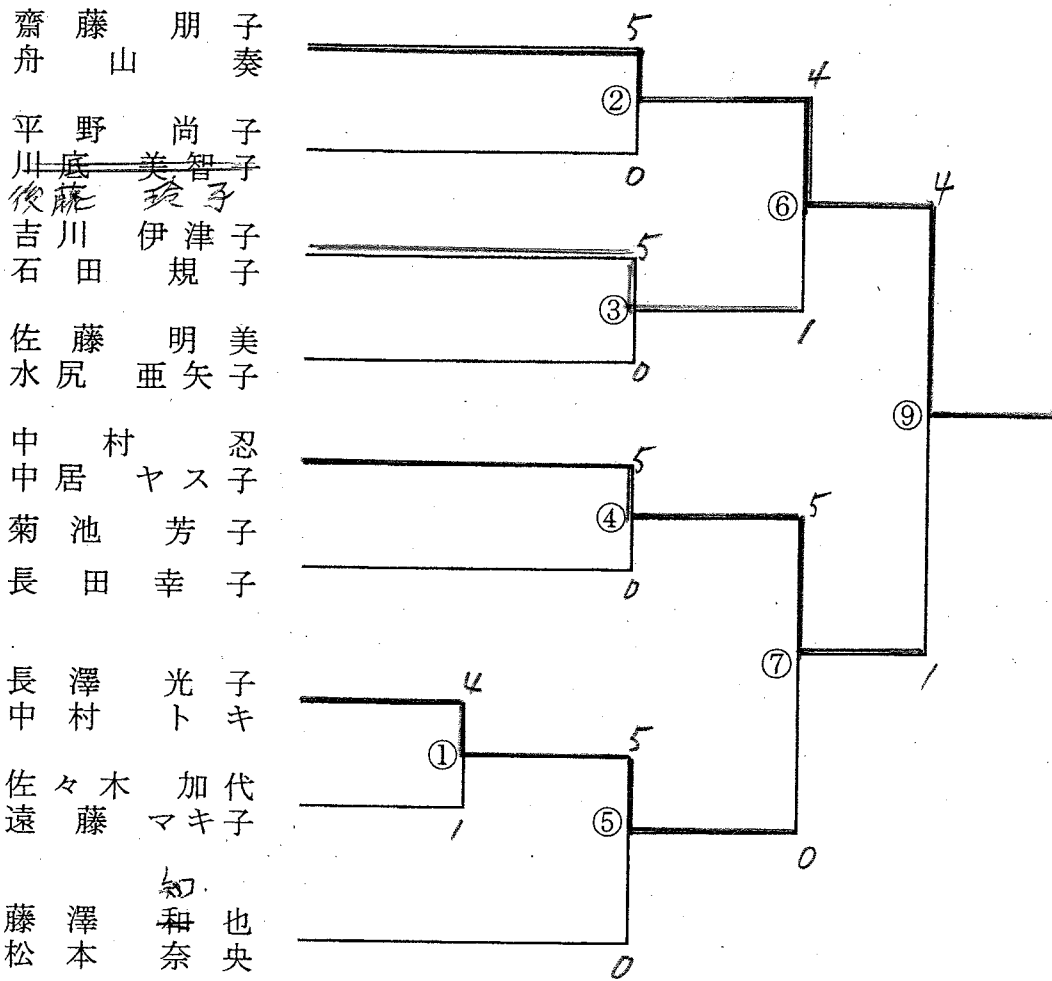 齋藤 朋子 5
舟山 奏 4
②
平野 尚子
川底 美智子 0
後藤 玲子 ⑥ 4
吉川 伊津子 5
石田 規子
③
佐藤 明美 1
水尻 亜矢子 0
⑨
中村 忍 5
中居 ヤス子
菊池 芳子 ④ 5
長田 幸子 0
⑦
長澤 光子 4 1
中村 トキ
① 5
佐々木 加代
遠藤 マキ子 1 ⑤
0
知
藤澤 和也
松本 奈央 0